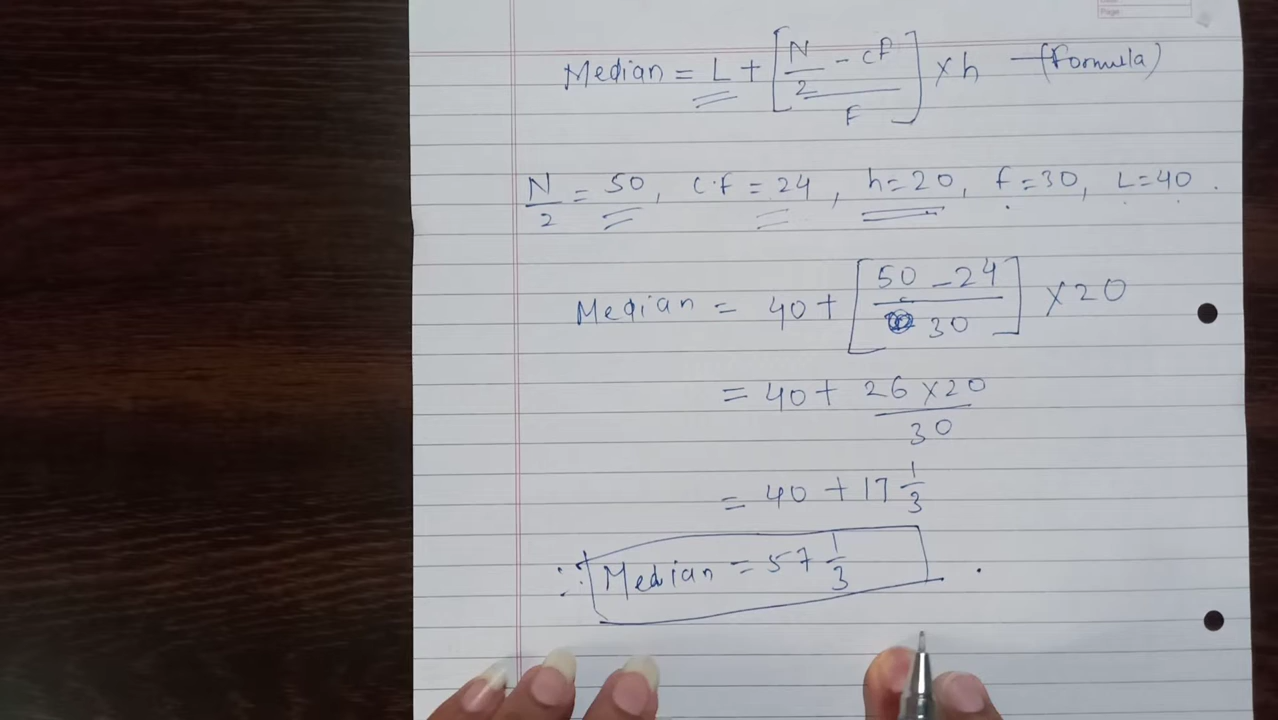 Page:
Median = L + [N/2 - cf / F] × h — (Formula)
N/2 = 50, C.F = 24, h=20, f=30, L=40.
Median = 40+ [50-24 / 30] ×20
= 40+ 26×20 / 30
= 40 + 17 1/3
∴ Median = 57 1/3.